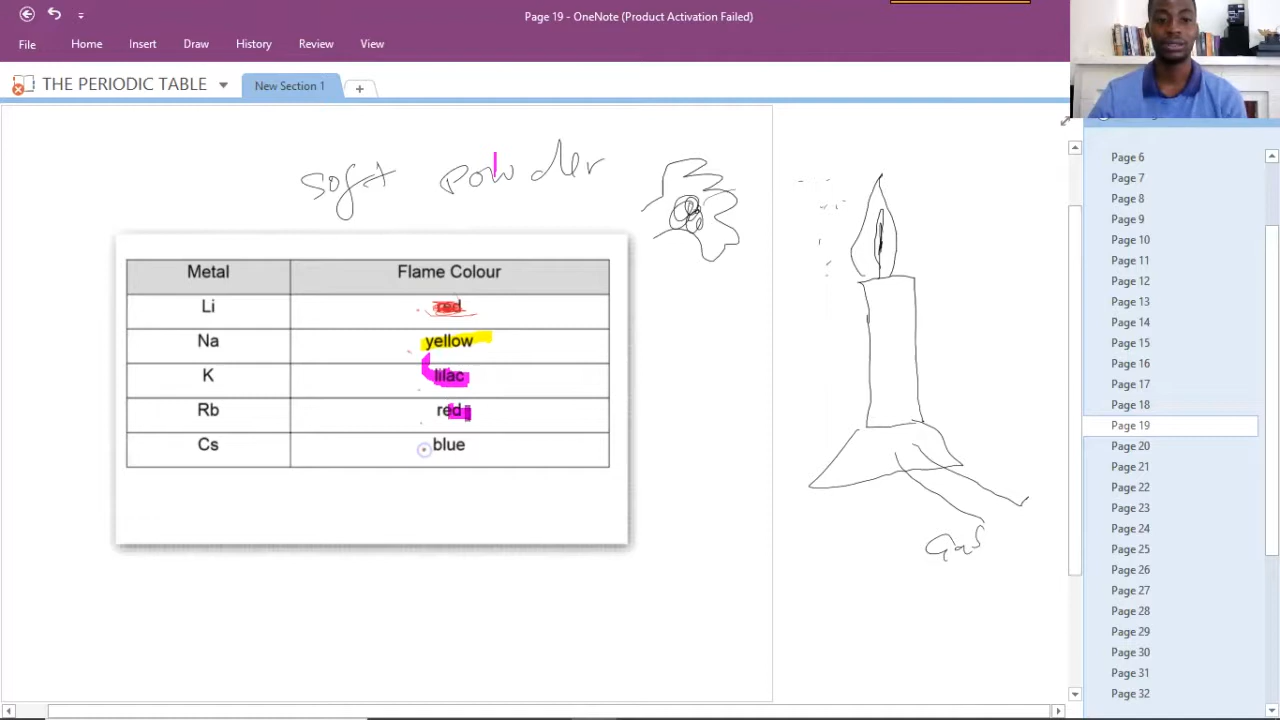 Page 19 - OneNote (Product Activation Failed)
File Home Insert Draw History Review View
THE PERIODIC TABLE New Section 1
soft powder
Metal Flame Colour
Li red
Na yellow
K lilac
Rb red
Cs blue
Gas
Page 6
Page 7
Page 8
Page 9
Page 10
Page 11
Page 12
Page 13
Page 14
Page 15
Page 16
Page 17
Page 18
Page 19
Page 20
Page 21
Page 22
Page 23
Page 24
Page 25
Page 26
Page 27
Page 28
Page 29
Page 30
Page 31
Page 32